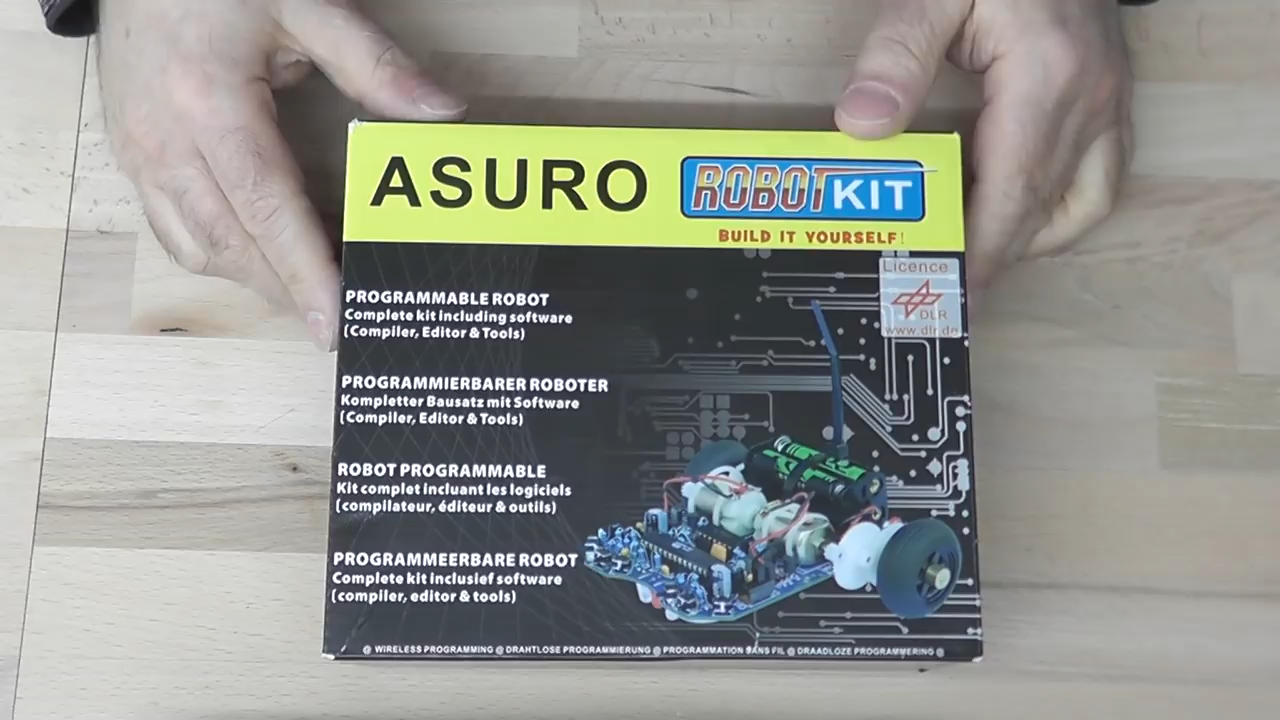 ASURO ROBOTKIT
BUILD IT YOURSELF!
Licence
DLR
www.dlr.de
PROGRAMMABLE ROBOT
Complete kit including software
(Compiler, Editor & Tools)
PROGRAMMIERBARER ROBOTER
Kompletter Bausatz mit Software
(Compiler, Editor & Tools)
ROBOT PROGRAMMABLE
Kit complet incluant les logiciels
(compilateur, éditeur & outils)
PROGRAMMEERBARE ROBOT
Complete kit inclusief software
(compiler, editor & tools)
@ WIRELESS PROGRAMMING @ DRAHTLOSE PROGRAMMIERUNG @ PROGRAMMATION SANS FIL @ DRAADLOZE PROGRAMMERING @